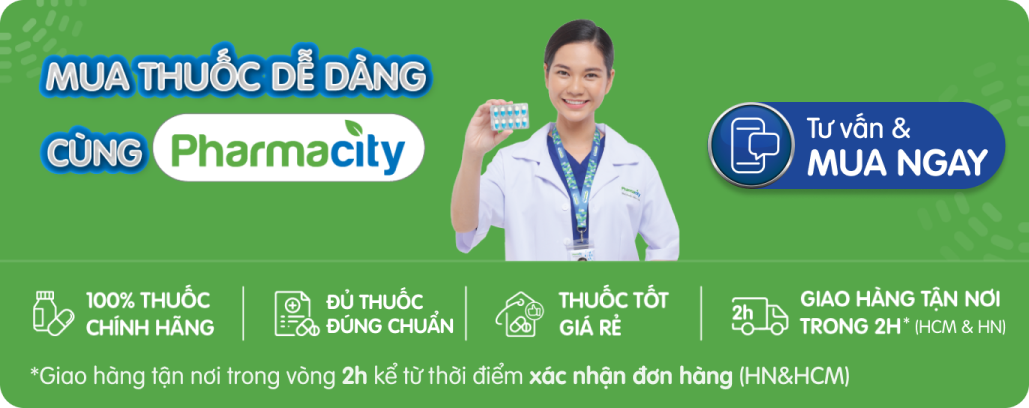 MUA THUỐC DỄ DÀNG
CÙNG Pharmacity
Tư vấn &
MUA NGAY
Pharmacity
100% THUỐC
CHÍNH HÃNG
ĐỦ THUỐC
ĐÚNG CHUẨN
THUỐC TỐT
GIÁ RẺ
2h
GIAO HÀNG TẬN NƠI
TRONG 2H* (HCM & HN)
*Giao hàng tận nơi trong vòng 2h kể từ thời điểm xác nhận đơn hàng (HN&HCM)